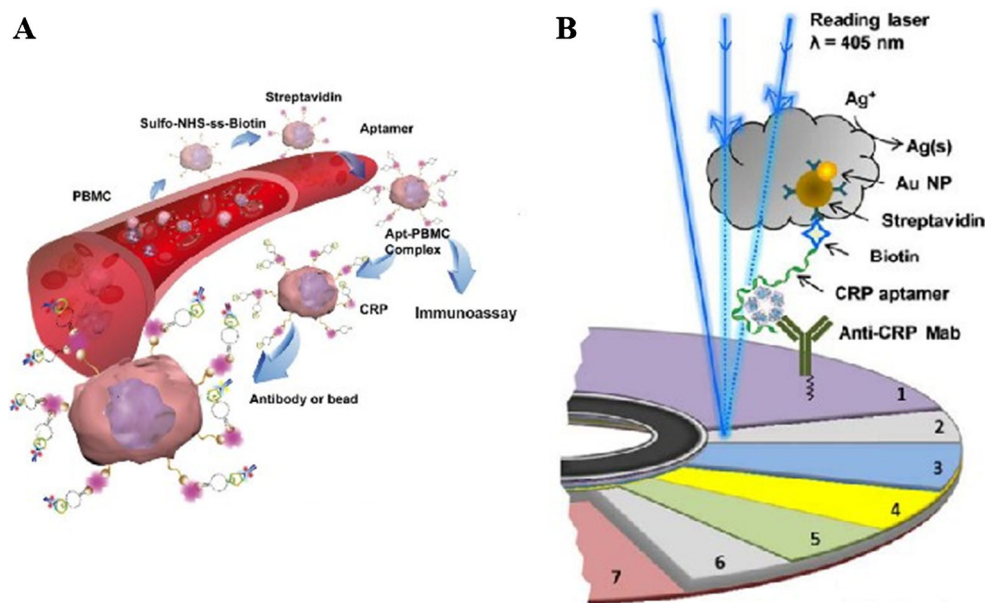 A
Streptavidin
Sulfo-NHS-ss-Biotin
Aptamer
PBMC
Apt-PBMC
Complex
CRP
Immunoassay
Antibody or bead
B
Reading laser
λ = 405 nm
Ag⁺
Ag(s)
Au NP
Streptavidin
Biotin
CRP aptamer
Anti-CRP Mab
1
2
3
4
5
6
7